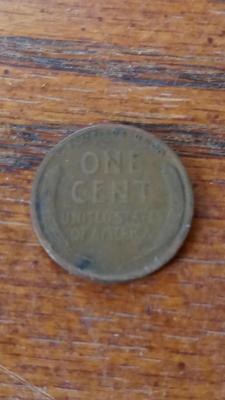 ONE
CENT
UNITED STATES
OF AMERICA